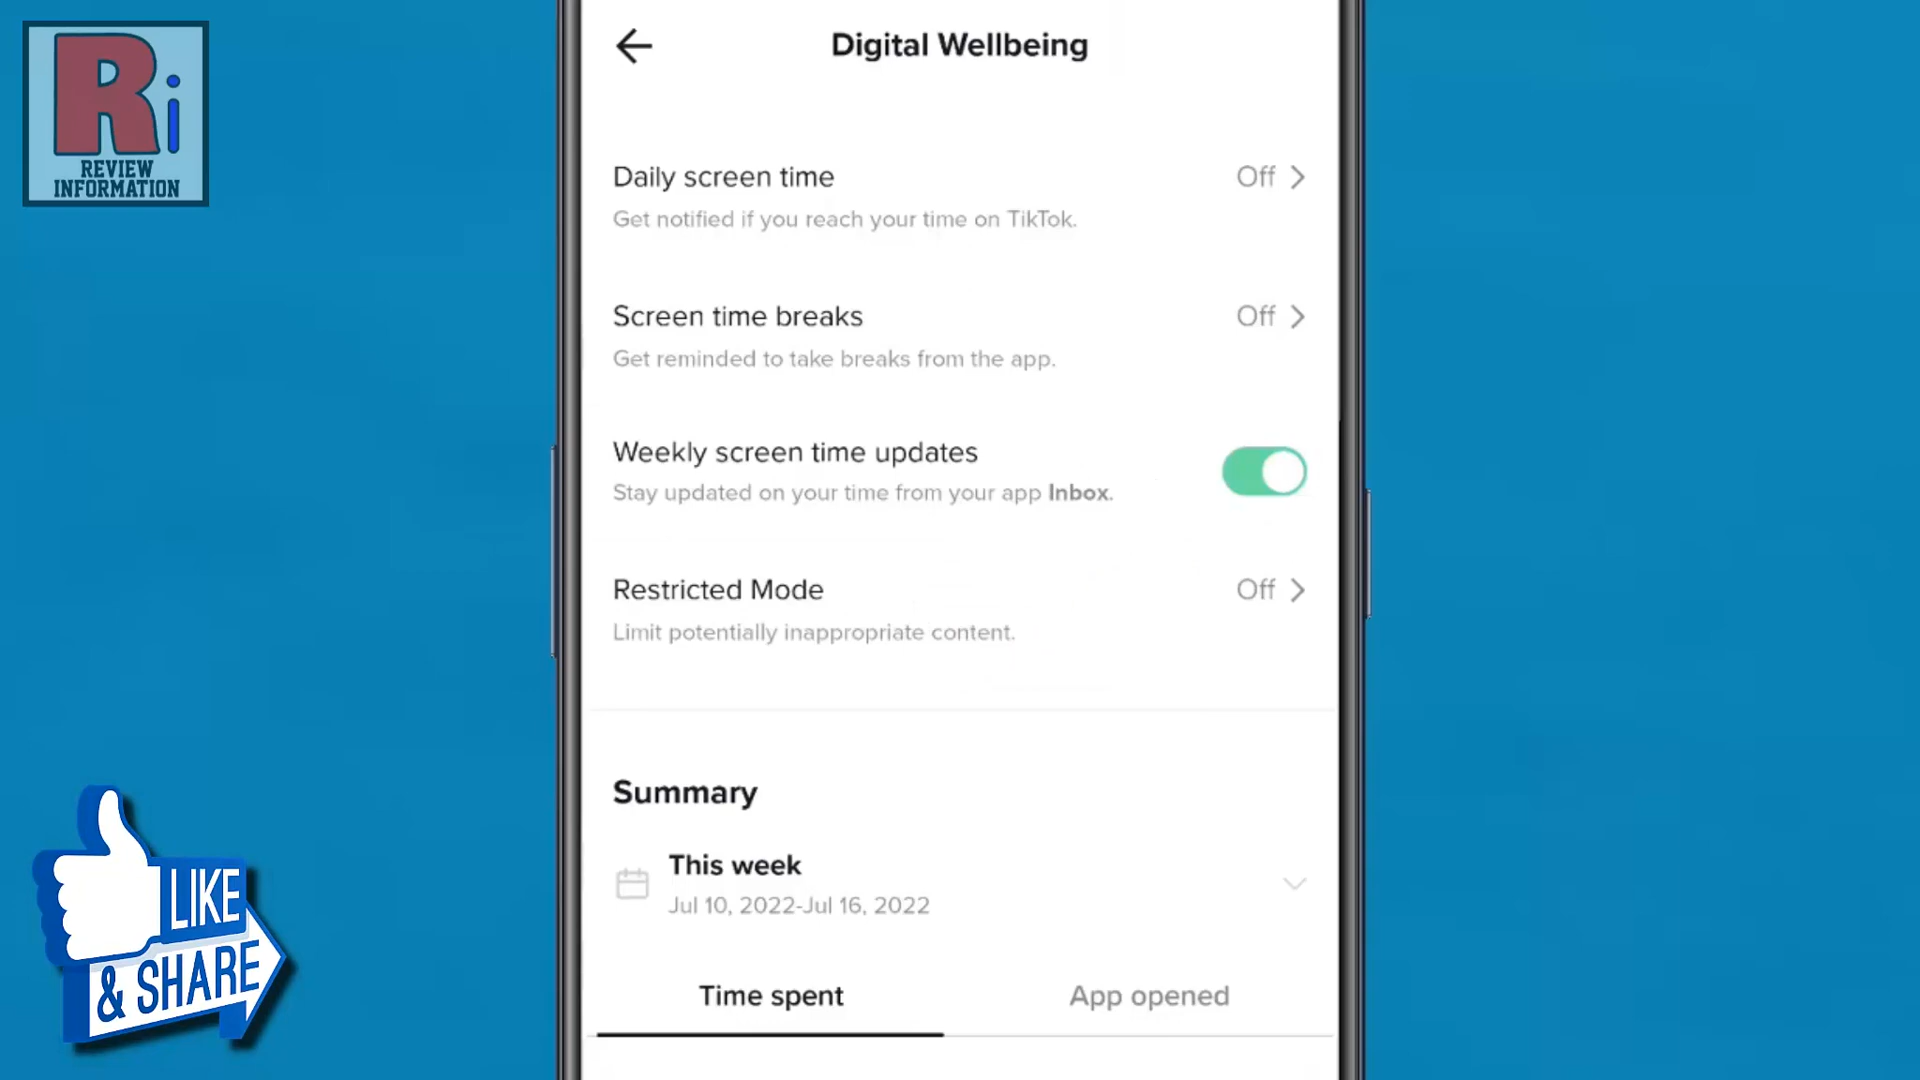 Ri
REVIEW
INFORMATION
Digital Wellbeing
Daily screen time
Off
Get notified if you reach your time on TikTok.
Screen time breaks
Off
Get reminded to take breaks from the app.
Weekly screen time updates
Stay updated on your time from your app Inbox.
Restricted Mode
Off
Limit potentially inappropriate content.
Summary
This week
Jul 10, 2022-Jul 16, 2022
Time spent
App opened
LIKE
& SHARE